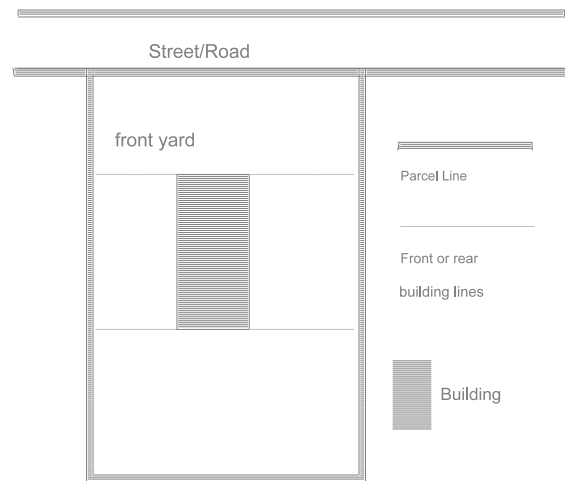 Street/Road
front yard
Parcel Line
Front or rear
building lines
Building